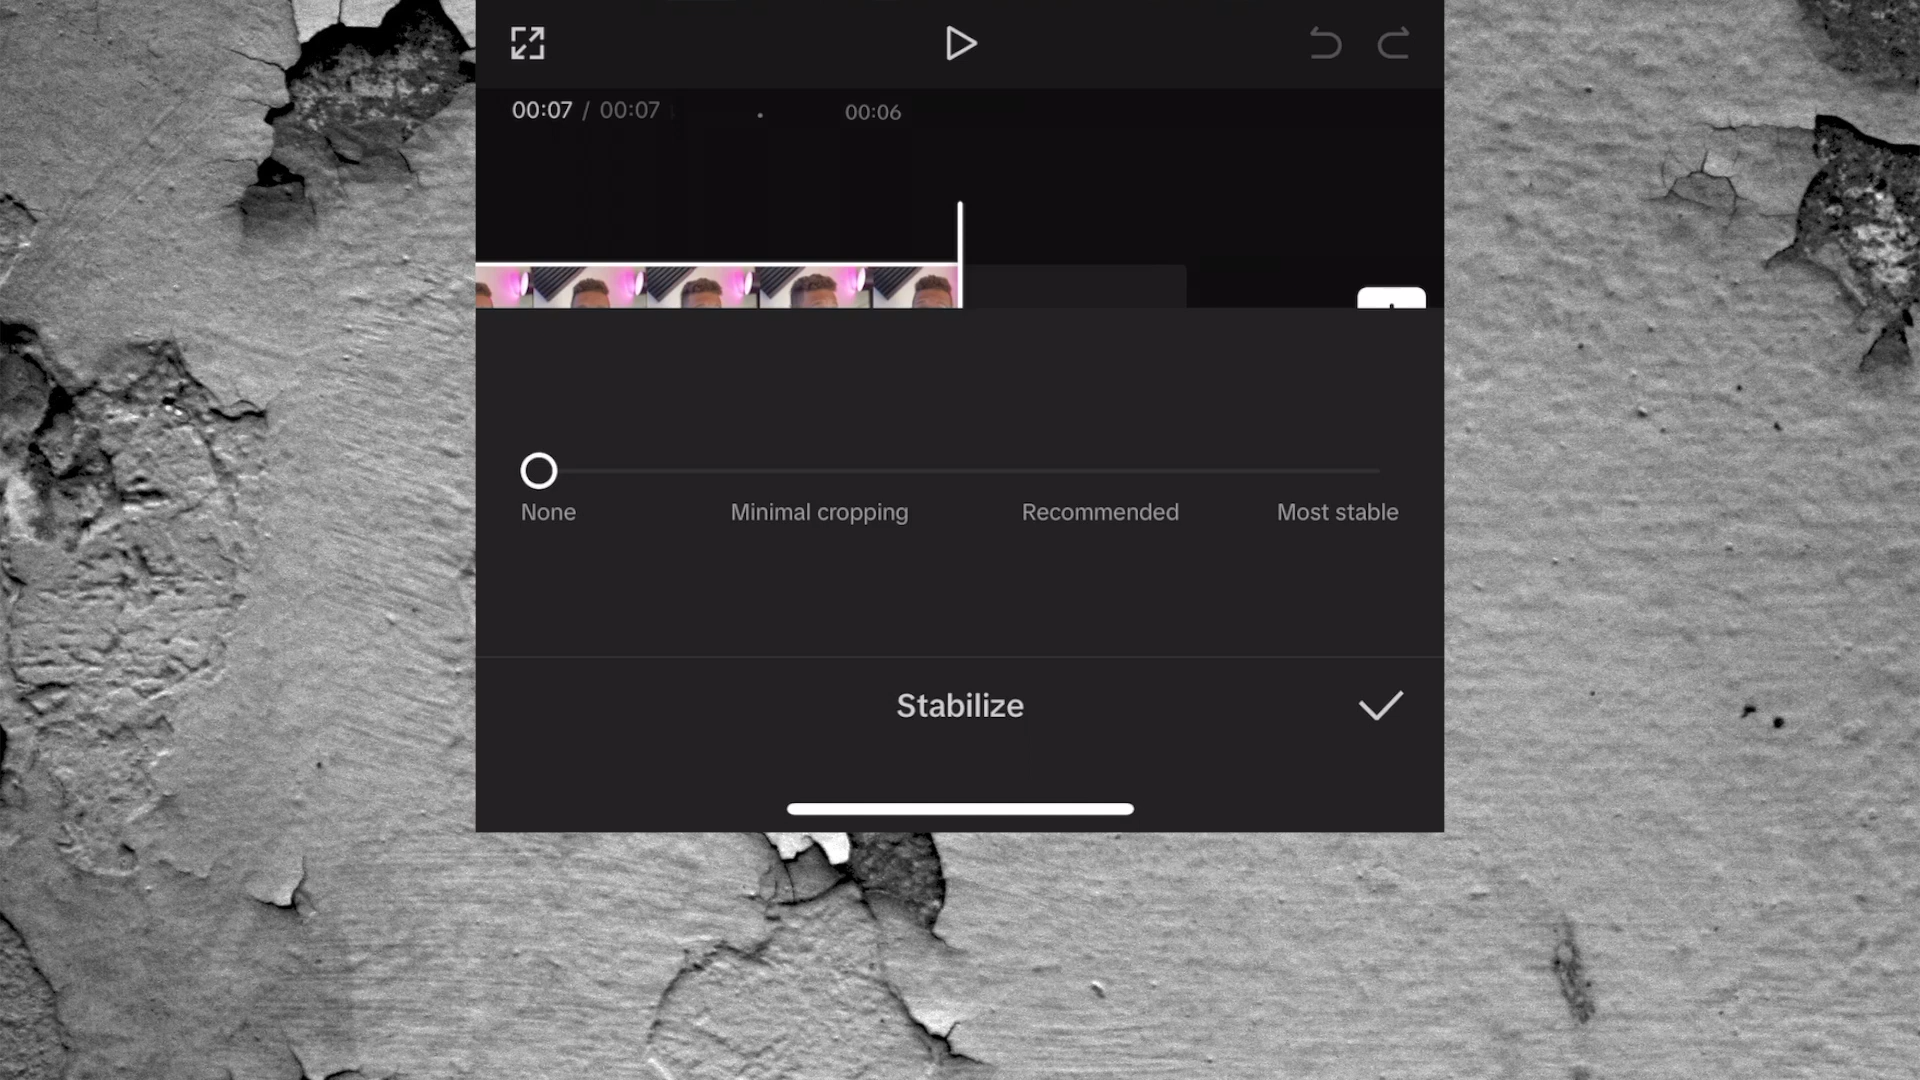 00:07 / 00:07
00:06
None
Minimal cropping
Recommended
Most stable
Stabilize